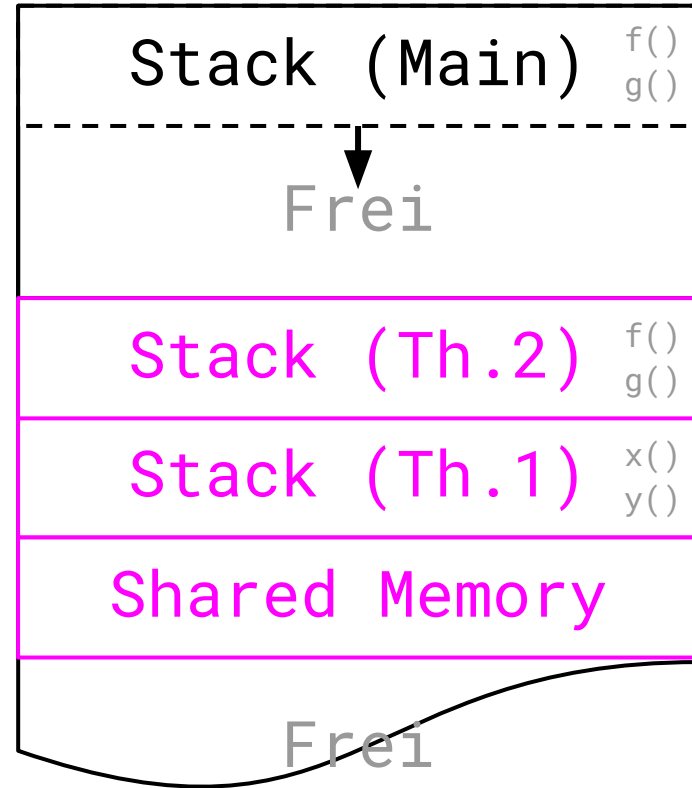 Stack (Main)
f()
g()
Frei
Stack (Th.2)
f()
g()
Stack (Th.1)
x()
y()
Shared Memory
Frei